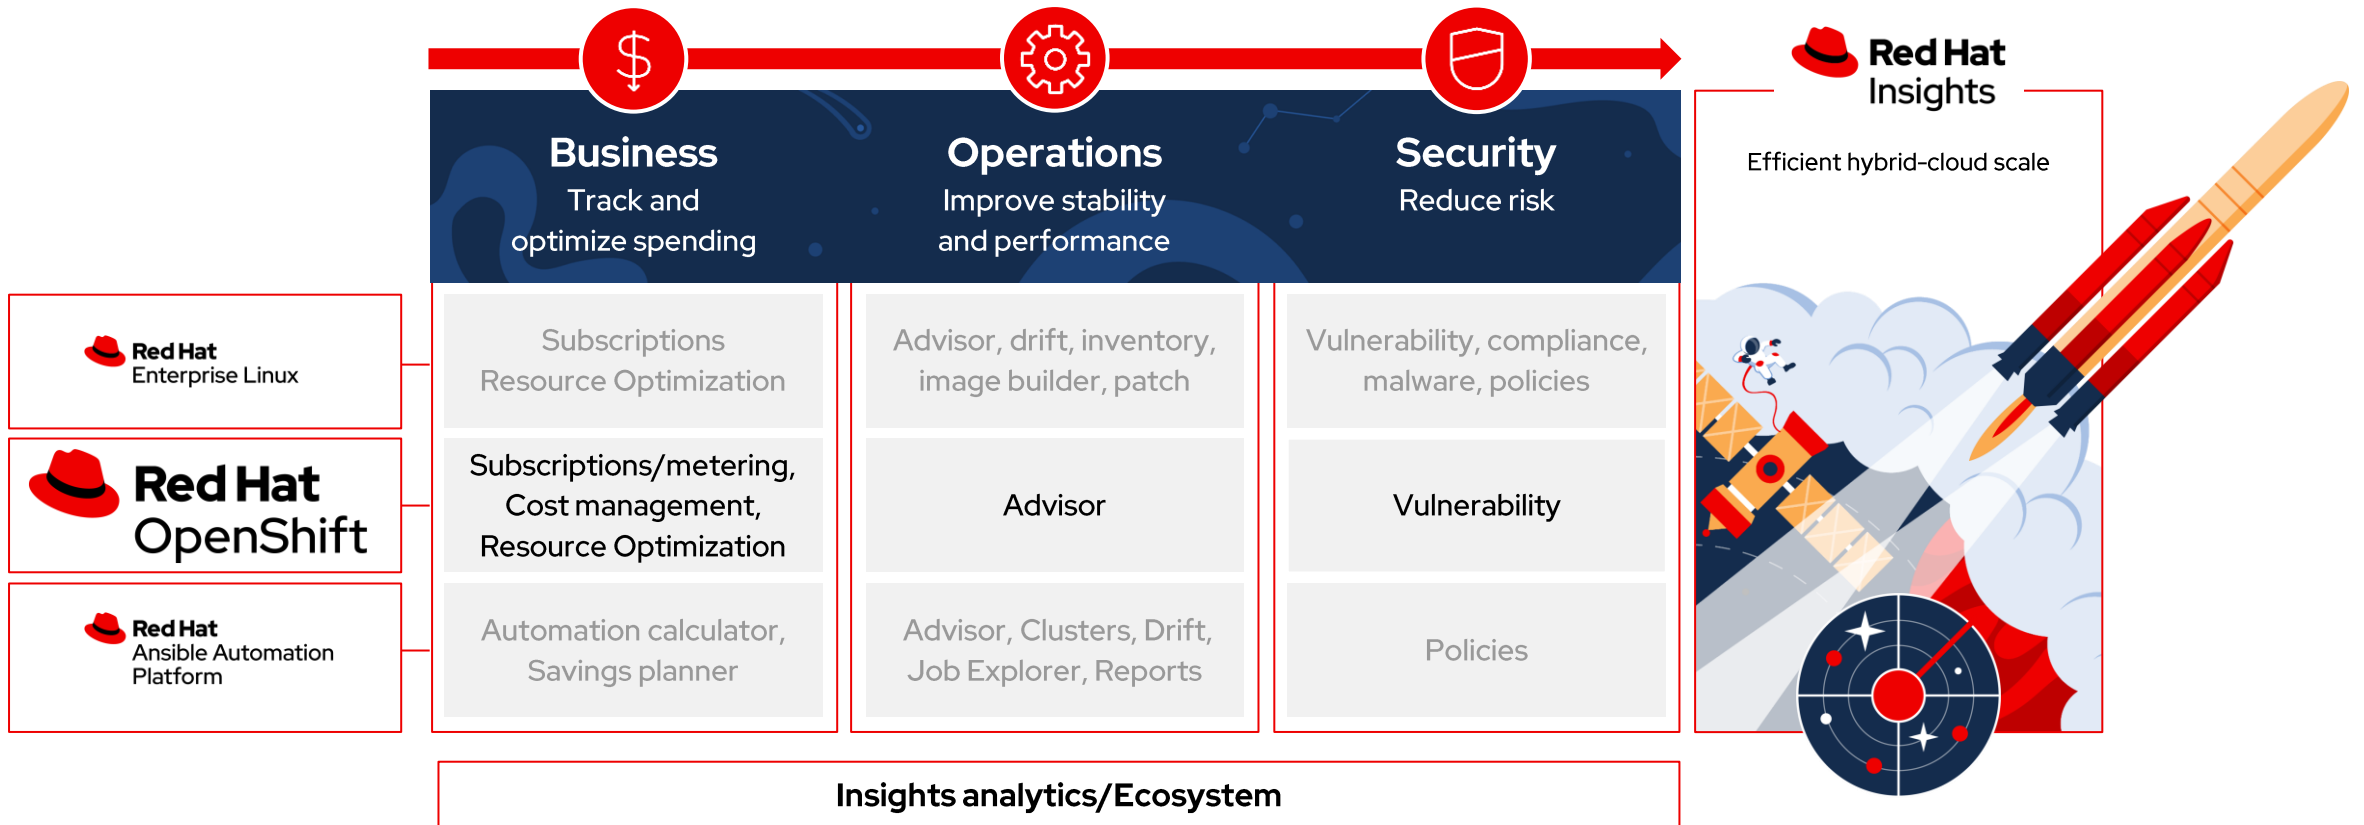 Red Hat
Insights
Efficient hybrid-cloud scale
Business
Track and
optimize spending
Operations
Improve stability
and performance
Security
Reduce risk
Red Hat
Enterprise Linux
Subscriptions
Resource Optimization
Advisor, drift, inventory,
image builder, patch
Vulnerability, compliance,
malware, policies
Red Hat
OpenShift
Subscriptions/metering,
Cost management,
Resource Optimization
Advisor
Vulnerability
Red Hat
Ansible Automation
Platform
Automation calculator,
Savings planner
Advisor, Clusters, Drift,
Job Explorer, Reports
Policies
Insights analytics/Ecosystem